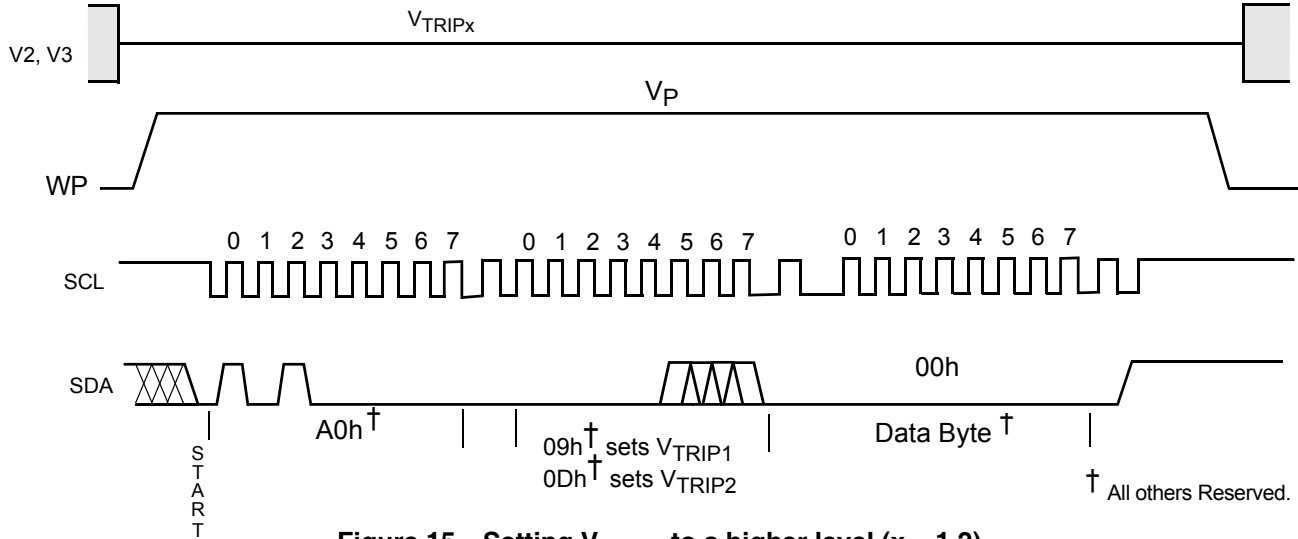 VTRIPx
V2, V3
VP
WP
0 1 2 3 4 5 6 7 0 1 2 3 4 5 6 7 0 1 2 3 4 5 6 7
SCL
SDA
00h
A0h †
09h† sets VTRIP1
0Dh† sets VTRIP2
Data Byte †
START
† All others Reserved.